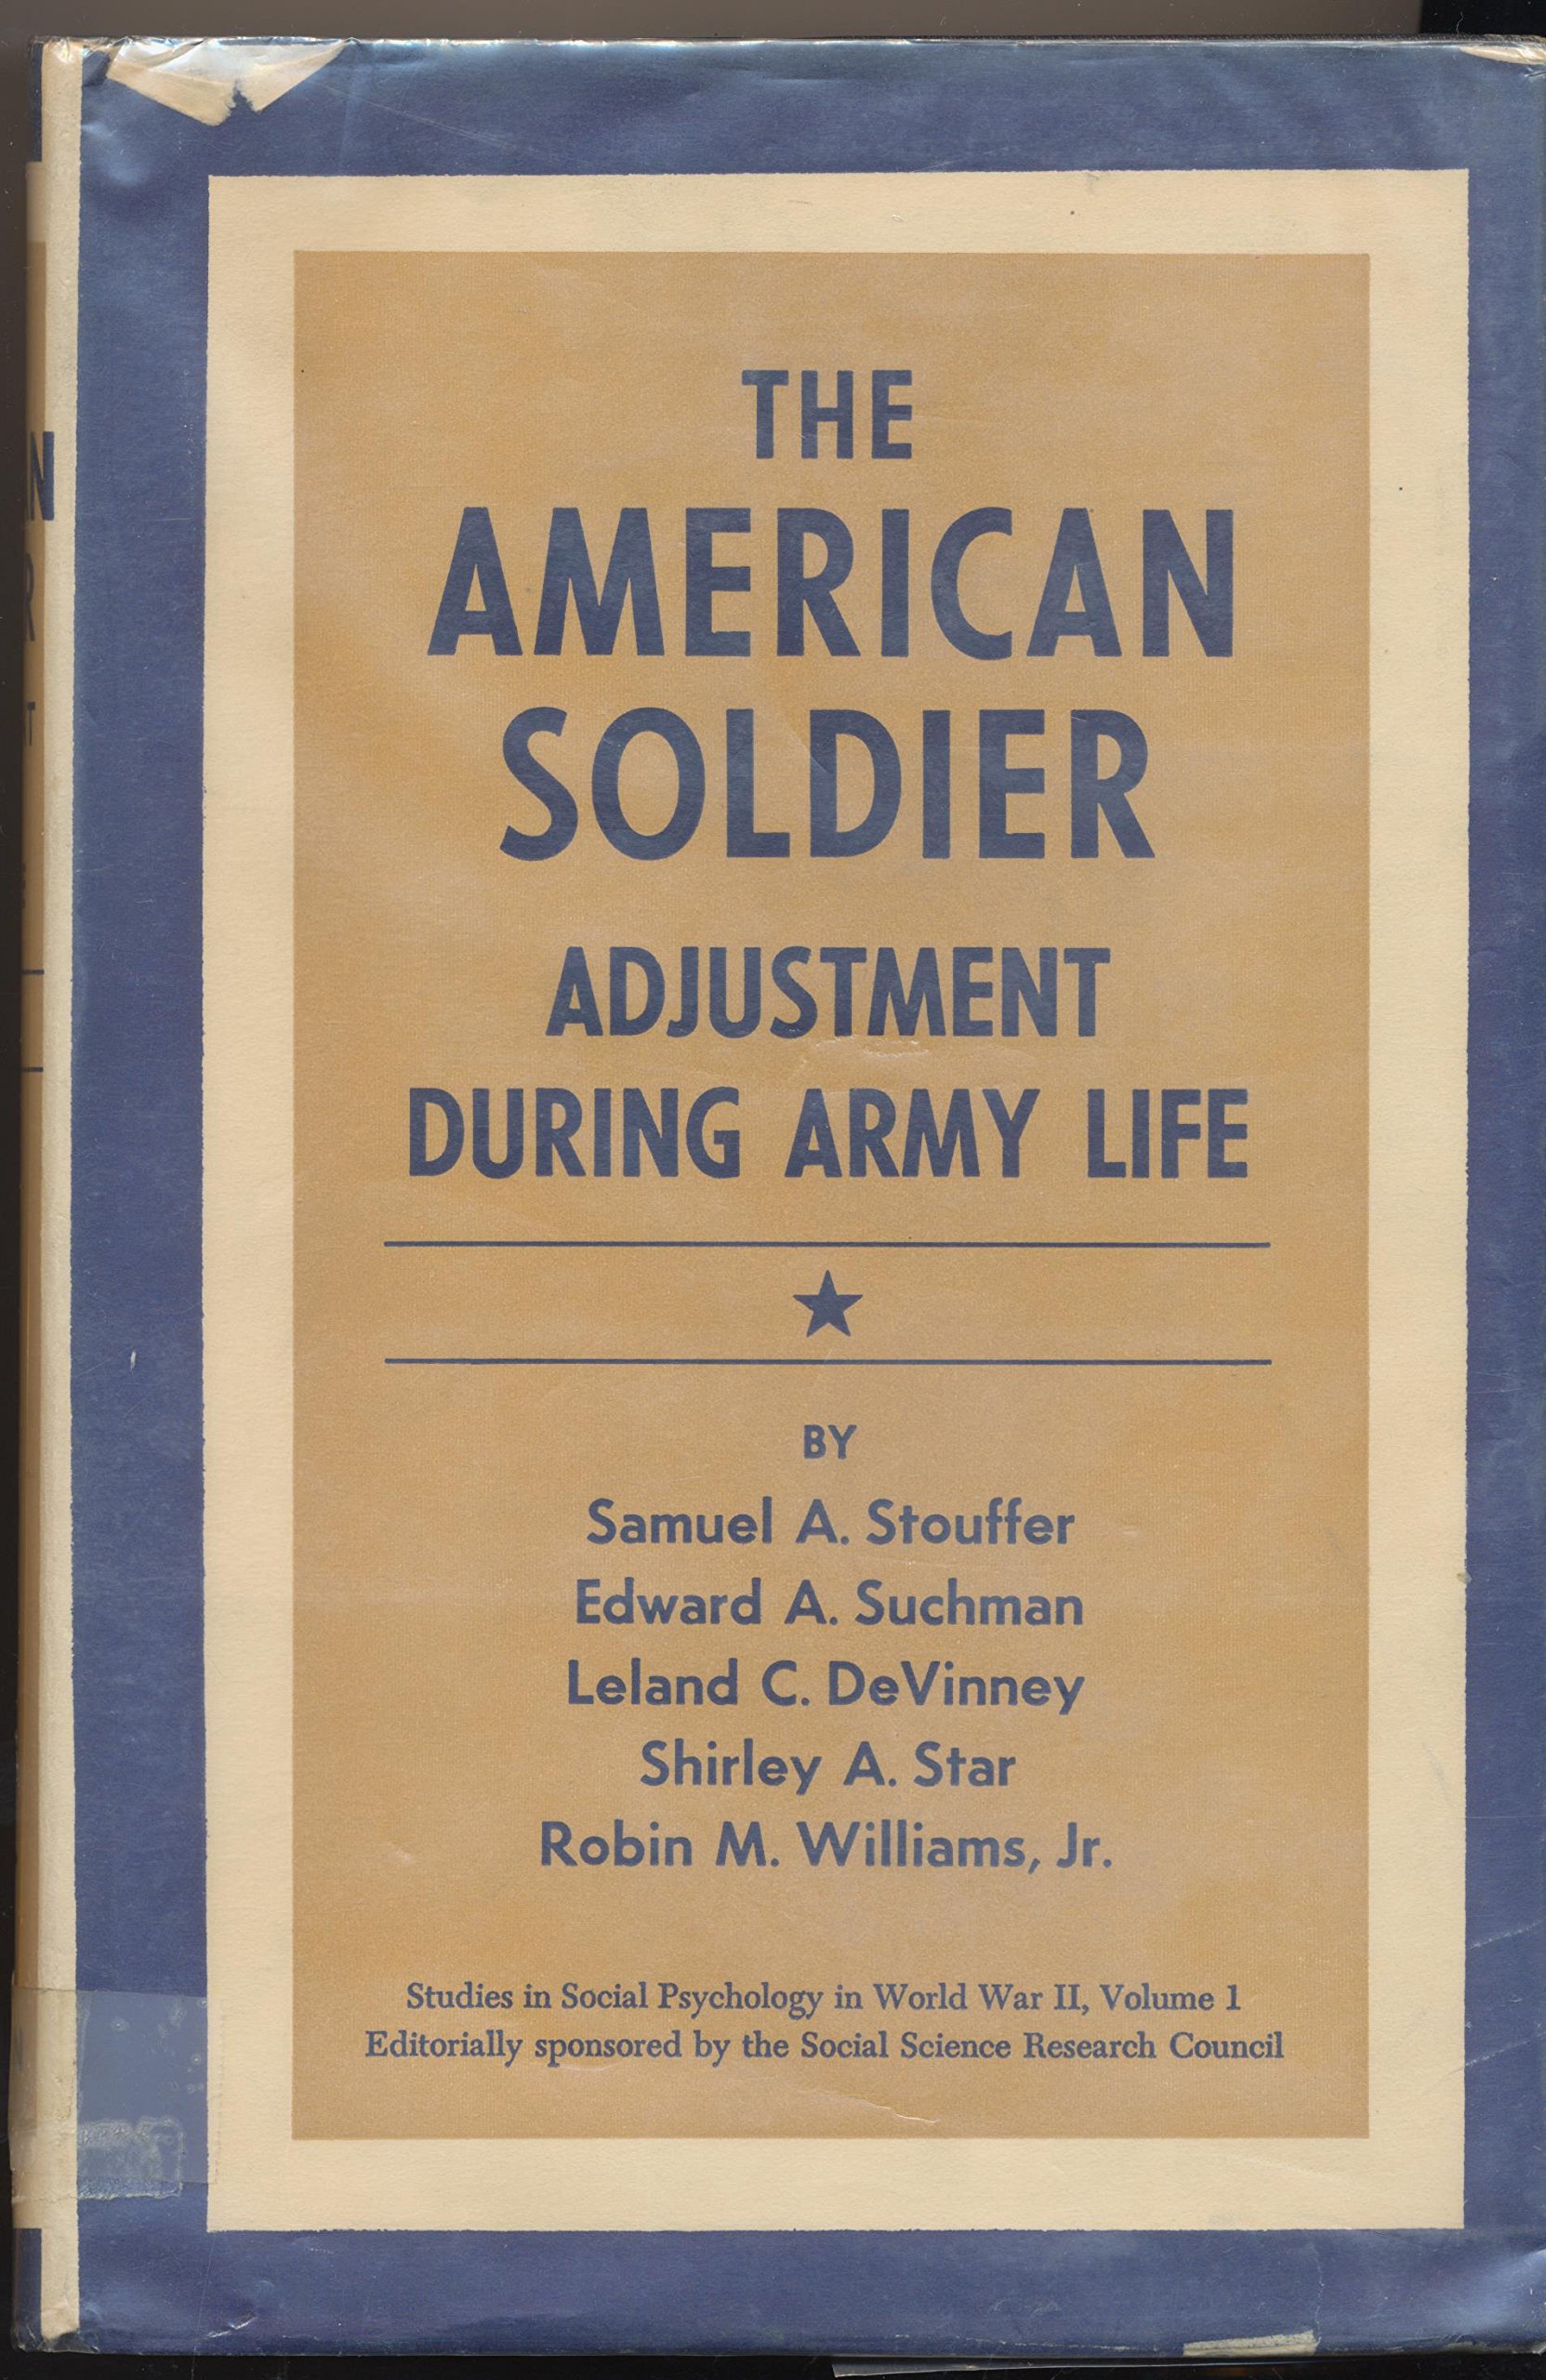 THE
AMERICAN
SOLDIER
ADJUSTMENT
DURING ARMY LIFE
BY
Samuel A. Stouffer
Edward A. Suchman
Leland C. DeVinney
Shirley A. Star
Robin M. Williams, Jr.
Studies in Social Psychology in World War II, Volume 1
Editorially sponsored by the Social Science Research Council